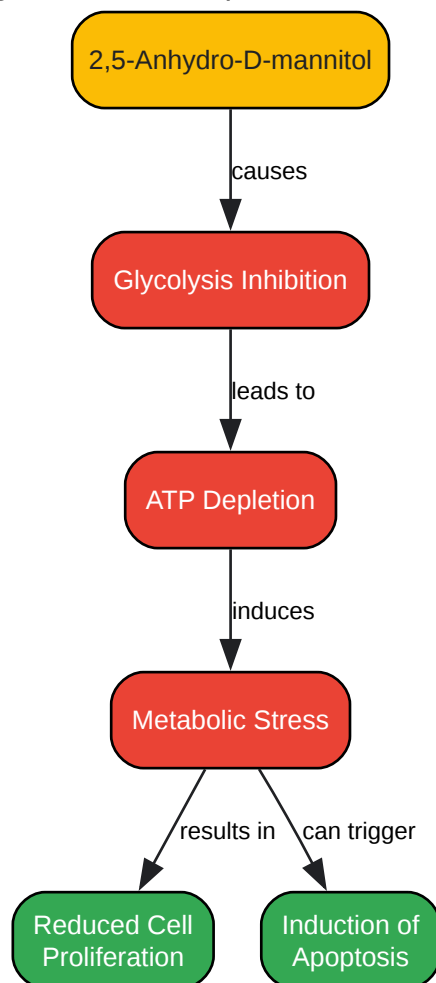 2,5-Anhydro-D-mannitol
causes
Glycolysis Inhibition
leads to
ATP Depletion
induces
Metabolic Stress
results in
can trigger
Reduced Cell
Proliferation
Induction of
Apoptosis